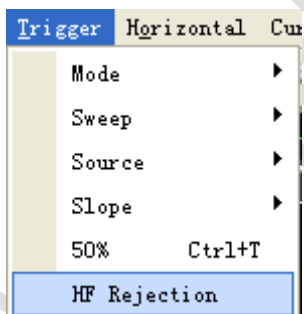 Trigger Horizontal Cur
Mode
Sweep
Source
Slope
50% Ctrl+T
HF Rejection